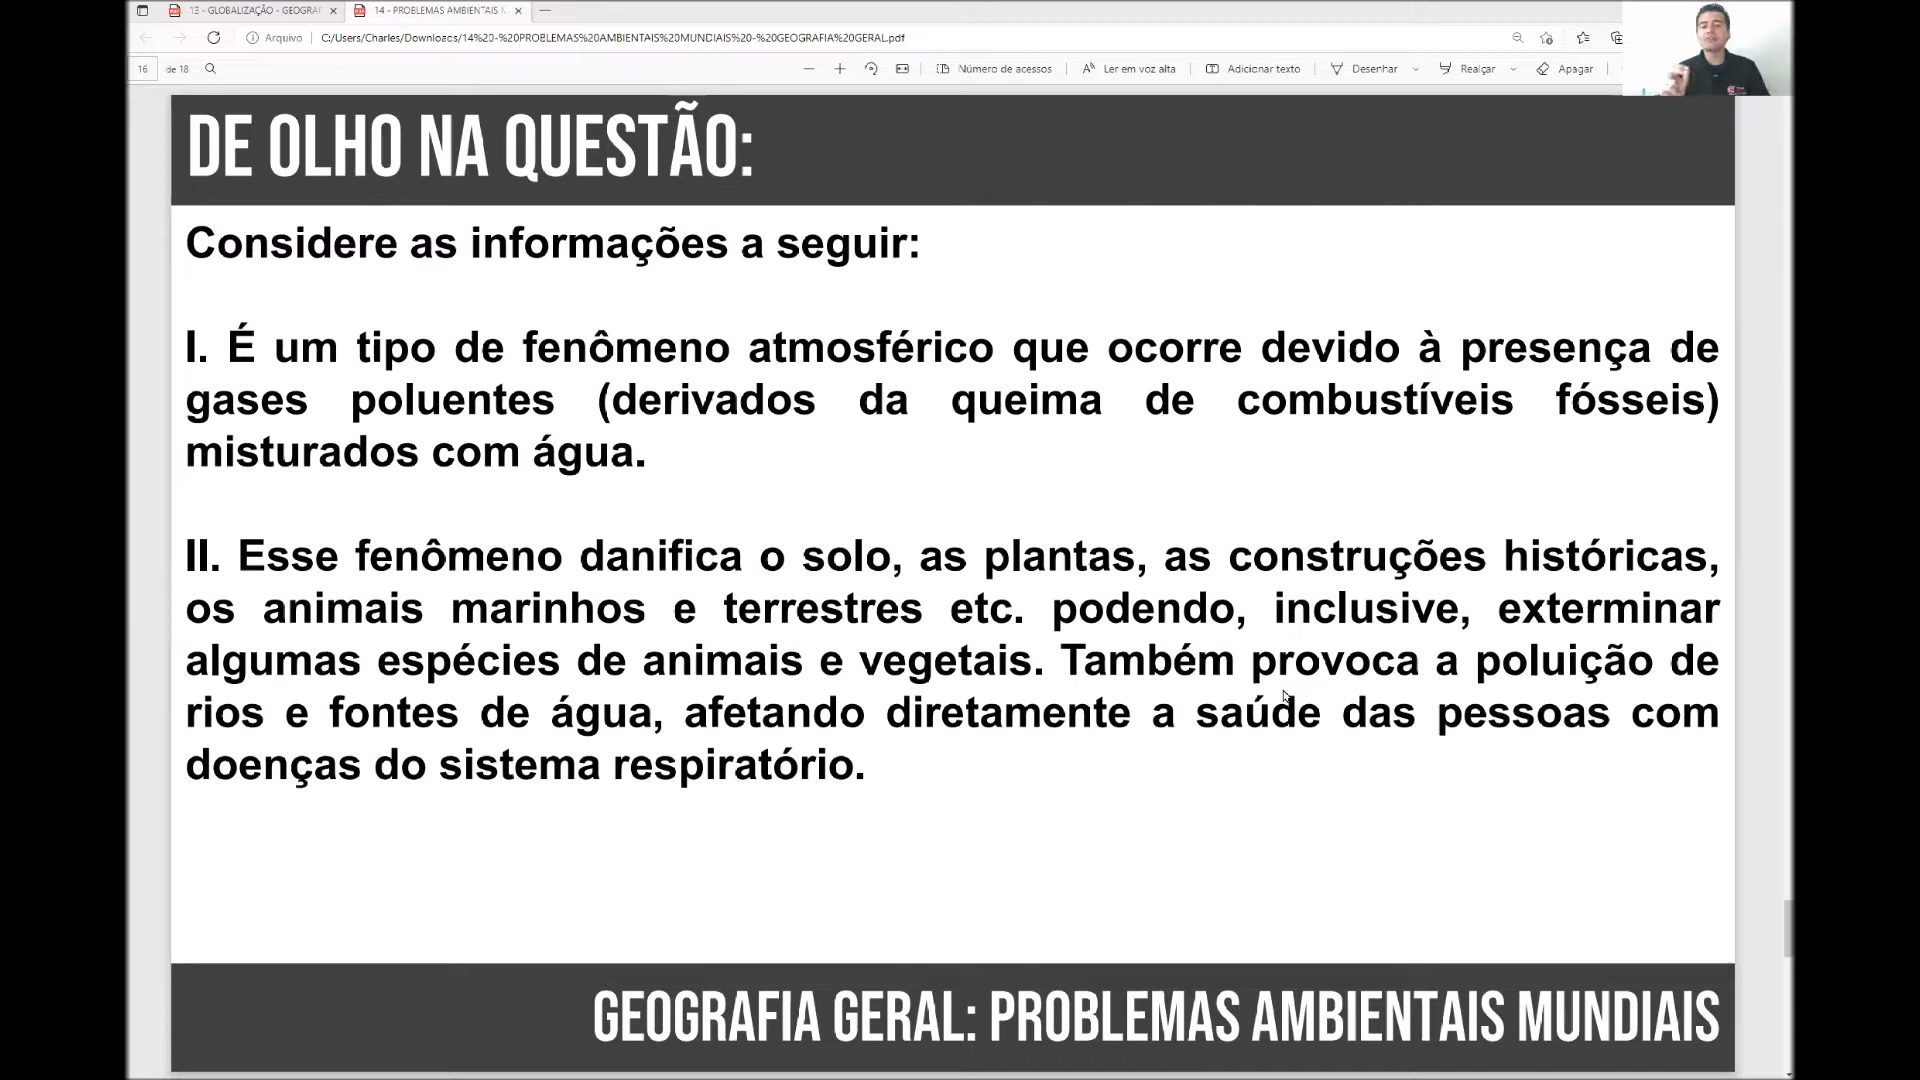 13 - GLOBALIZAÇÃO - GEOGRAF
14 - PROBLEMAS AMBIENTAIS M
Arquivo C:/Users/Charles/Downloads/14%20-%20PROBLEMAS%20AMBIENTAIS%20MUNDIAIS%20-%20GEOGRAFIA%20GERAL.pdf
16 de 18 Número de acessos Ler em voz alta Adicionar texto Desenhar Realçar Apagar
DE OLHO NA QUESTÃO:
Considere as informações a seguir:
I. É um tipo de fenômeno atmosférico que ocorre devido à presença de
gases poluentes (derivados da queima de combustíveis fósseis)
misturados com água.
II. Esse fenômeno danifica o solo, as plantas, as construções históricas,
os animais marinhos e terrestres etc. podendo, inclusive, exterminar
algumas espécies de animais e vegetais. Também provoca a poluição de
rios e fontes de água, afetando diretamente a saúde das pessoas com
doenças do sistema respiratório.
GEOGRAFIA GERAL: PROBLEMAS AMBIENTAIS MUNDIAIS